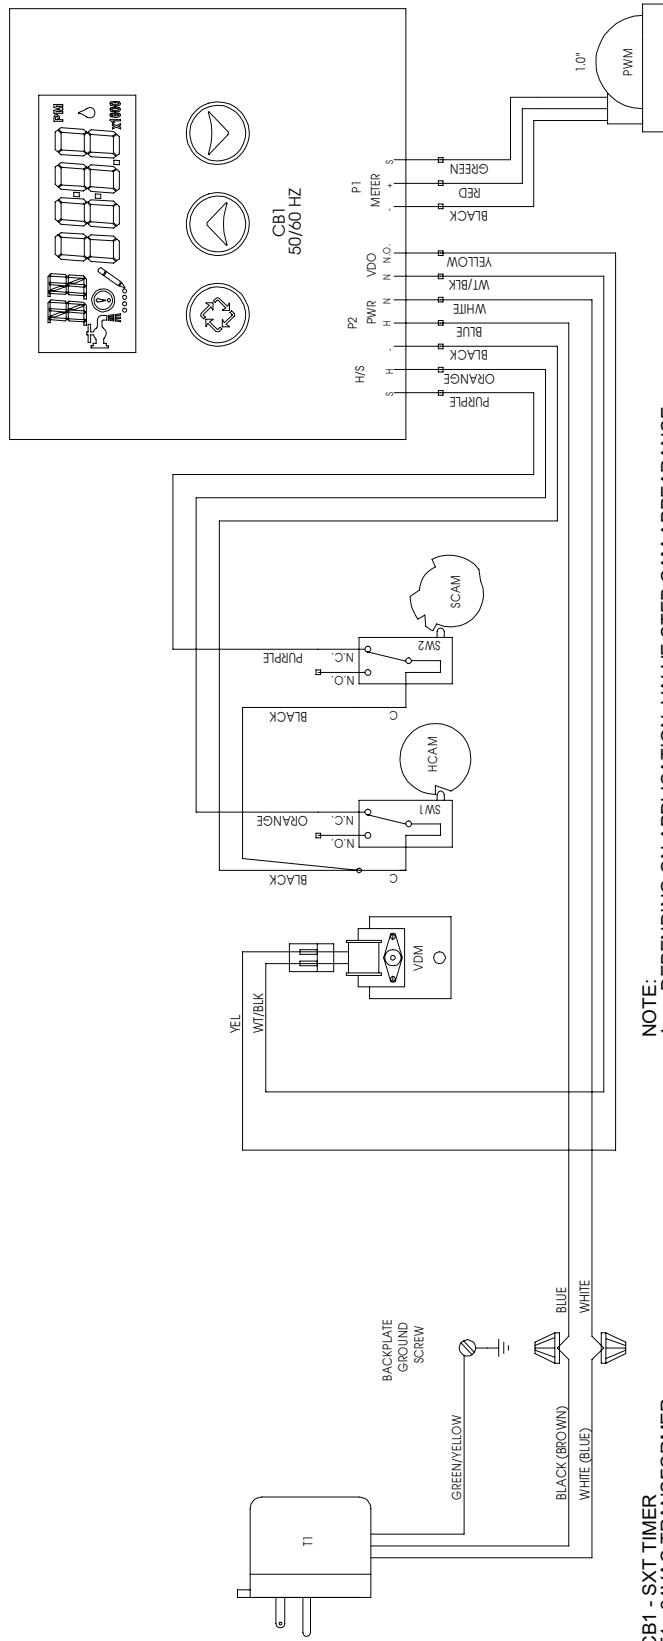 PM
x1000
CB1
50/60 HZ
P1
METER
S
+
-
GREEN
RED
BLACK
P2
VDO
PWR
H/S
N.O.
N
N
H
-
H
S
YELLOW
WT/BLK
WHITE
BLUE
BLACK
ORANGE
PURPLE
1.0"
PWM
SCAM
SW2
N.C.
N.O.
PURPLE
BLACK
C
HCAM
SW1
N.C.
N.O.
ORANGE
BLACK
C
VDM
YEL
WT/BLK
BACKPLATE
GROUND
SCREW
GREEN/YELLOW
BLUE
WHITE
BLACK (BROWN)
WHITE (BLUE)
T1
NOTE:
CB1 - SXT TIMER